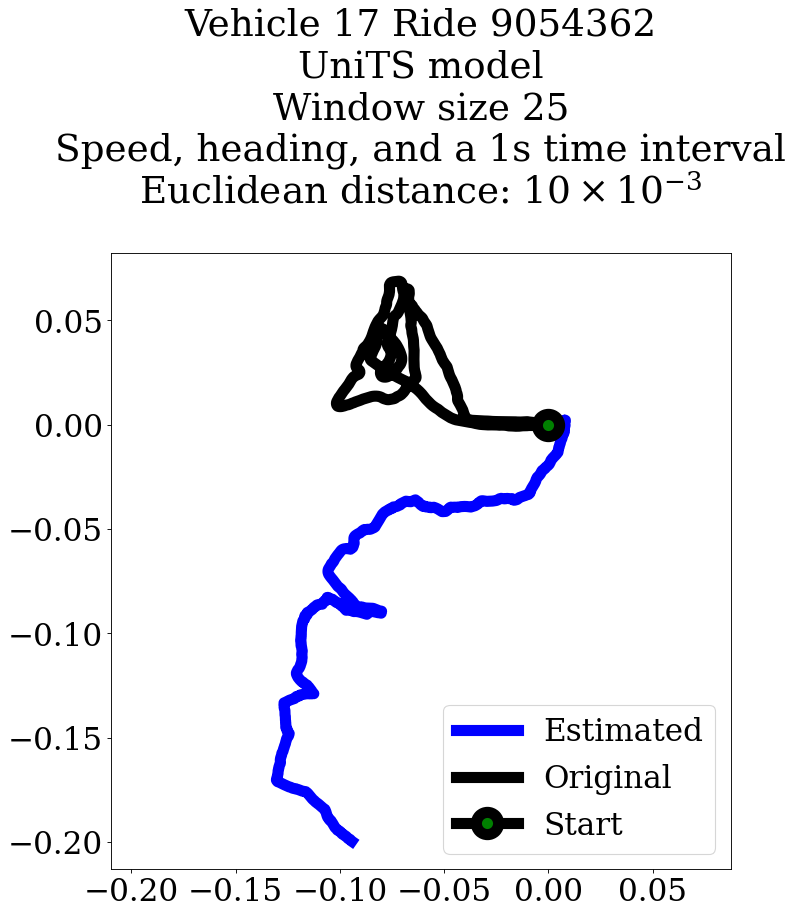 Vehicle 17 Ride 9054362
UniTS model
Window size 25
Speed, heading, and a 1s time interval
Euclidean distance: 10 × 10⁻³
0.05
0.00
−0.05
−0.10
−0.15
−0.20
Estimated
Original
Start
−0.20 −0.15 −0.10 −0.05 0.00 0.05